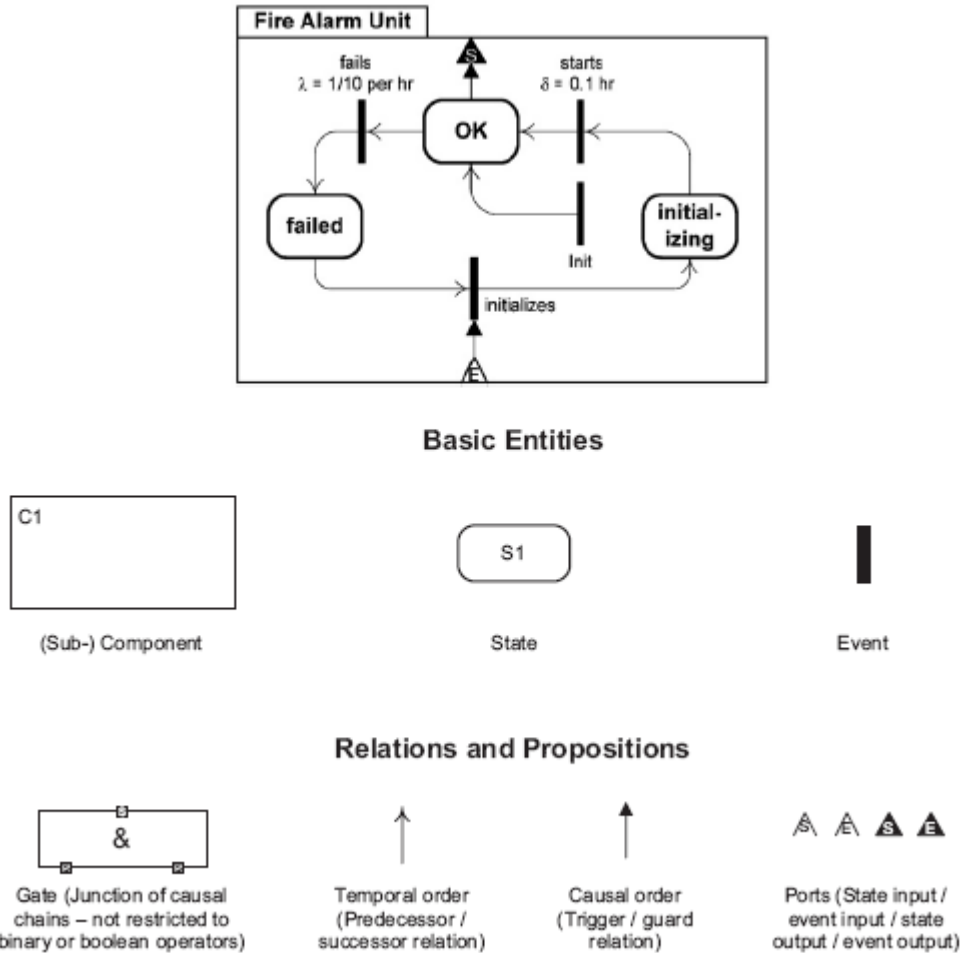 Fire Alarm Unit
S
fails
λ = 1/10 per hr
starts
δ = 0.1 hr
OK
failed
initial-
izing
Init
initializes
E
Basic Entities
C1
S1
(Sub-) Component
State
Event
Relations and Propositions
&
S E S E
Gate (Junction of causal
chains – not restricted to
binary or boolean operators)
Temporal order
(Predecessor /
successor relation)
Causal order
(Trigger / guard
relation)
Ports (State input /
event input / state
output / event output)